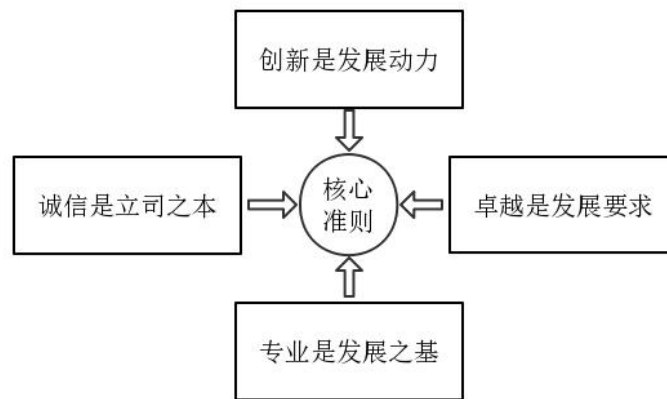 创新是发展动力
诚信是立司之本
核心
准则
卓越是发展要求
专业是发展之基